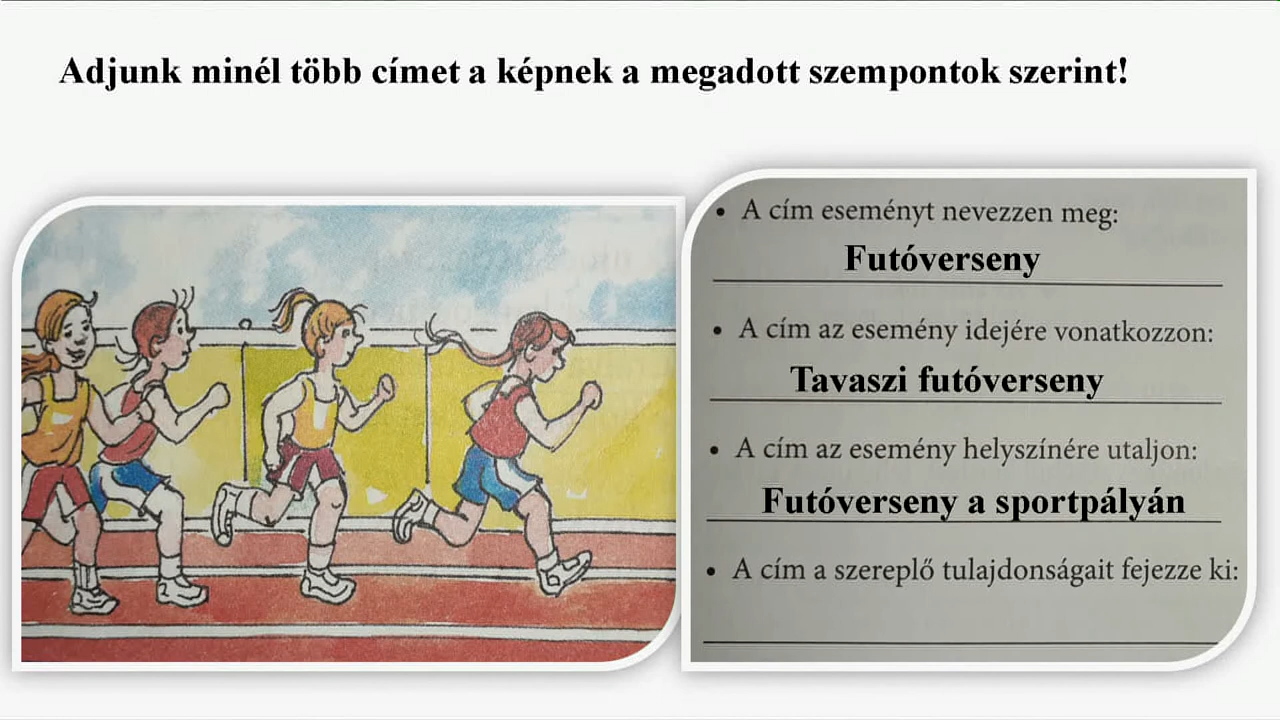 Adjunk minél több címet a képnek a megadott szempontok szerint!
• A cím eseményt nevezzen meg:
Futóverseny
• A cím az esemény idejére vonatkozzon:
Tavaszi futóverseny
• A cím az esemény helyszínére utaljon:
Futóverseny a sportpályán
• A cím a szereplő tulajdonságait fejezze ki: